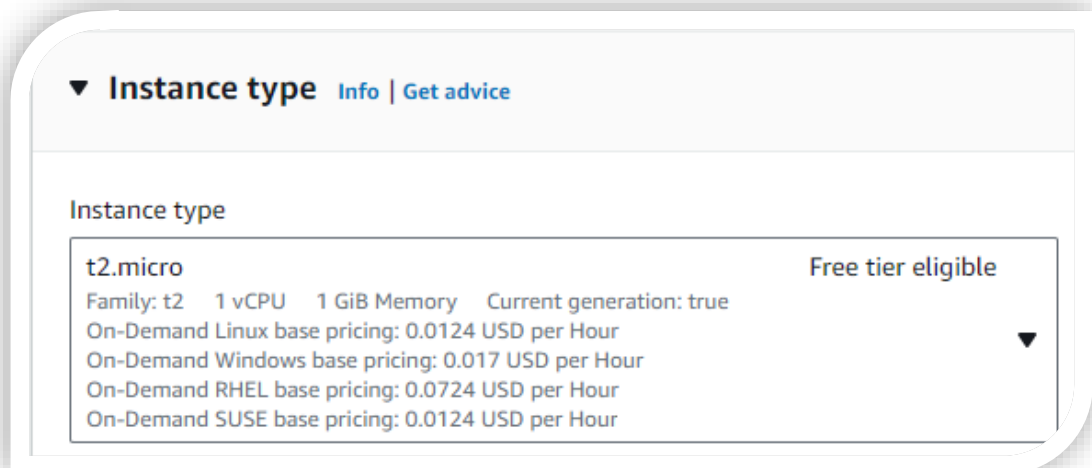 Instance type Info | Get advice
Instance type
t2.micro Free tier eligible
Family: t2 1 vCPU 1 GiB Memory Current generation: true
On-Demand Linux base pricing: 0.0124 USD per Hour
On-Demand Windows base pricing: 0.017 USD per Hour
On-Demand RHEL base pricing: 0.0724 USD per Hour
On-Demand SUSE base pricing: 0.0124 USD per Hour